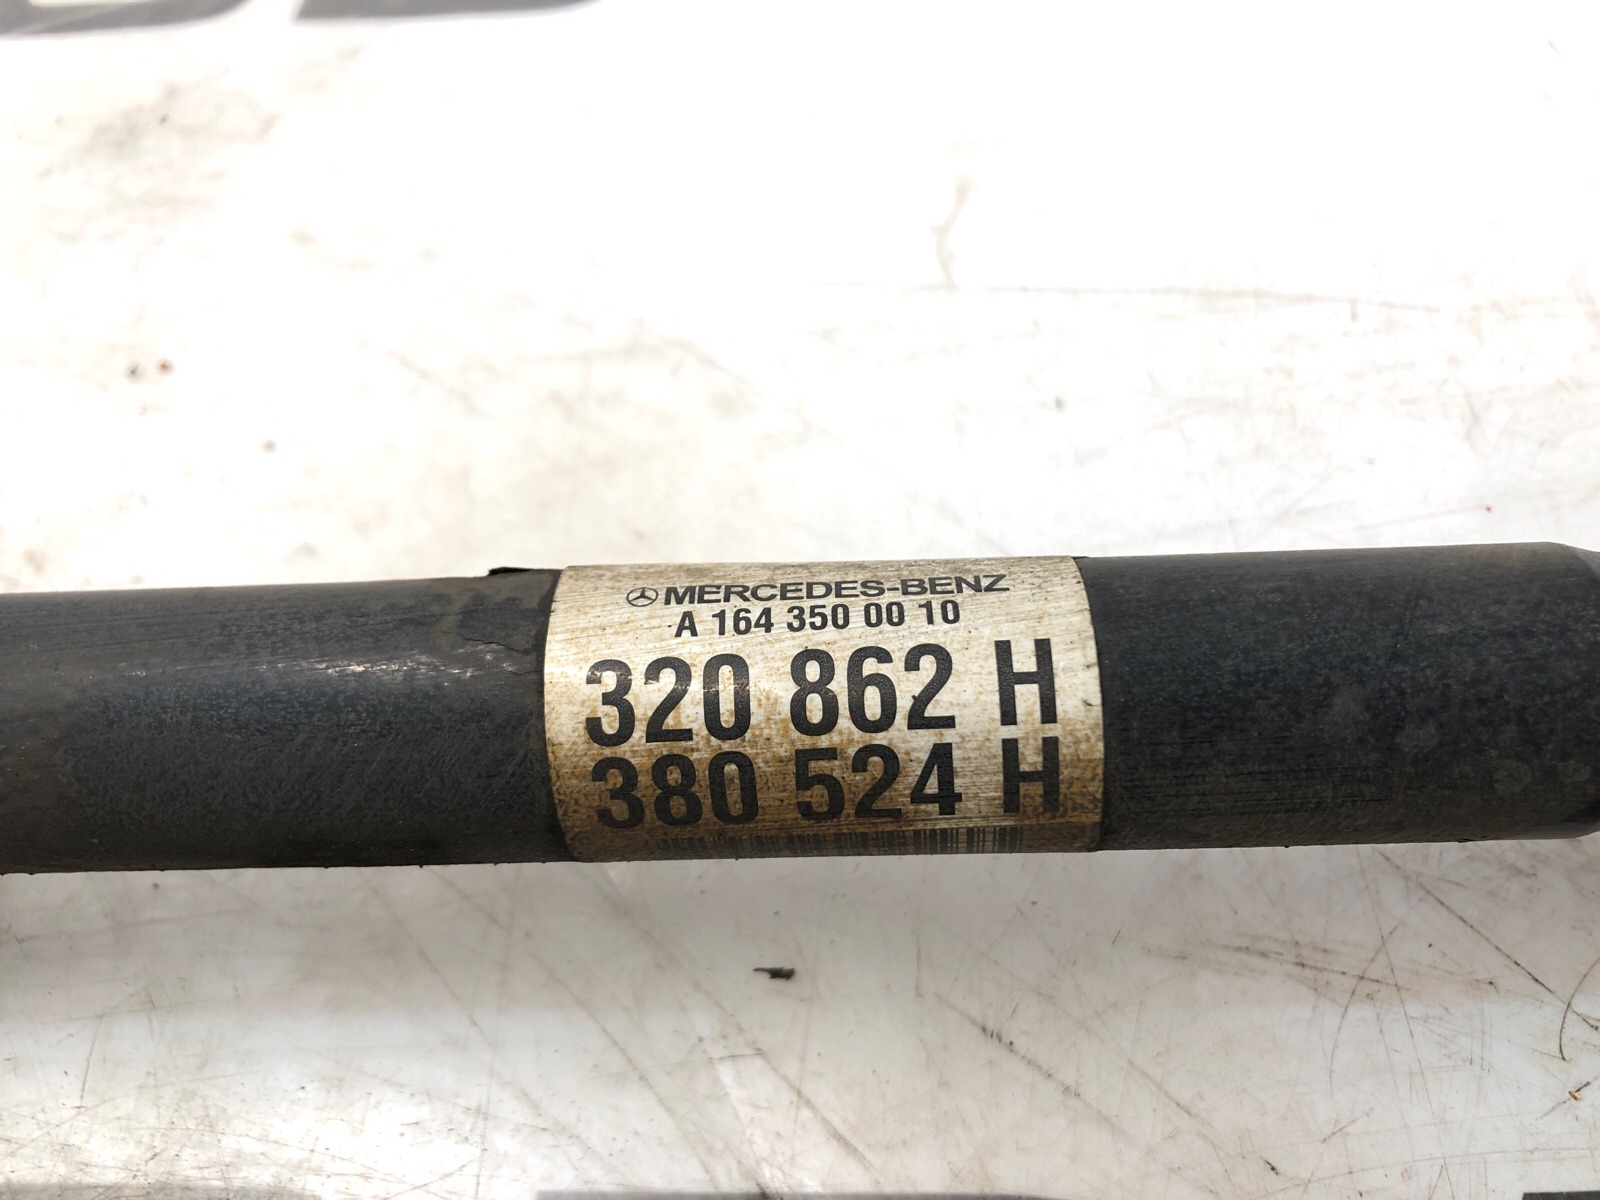 MERCEDES-BENZ
A 164 350 00 10
320 862 H
380 524 H